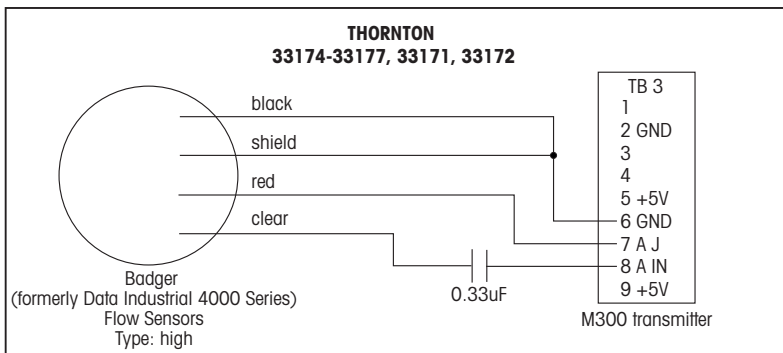 THORNTON
33174-33177, 33171, 33172
black
shield
red
clear
0.33uF
Badger
(formerly Data Industrial 4000 Series)
Flow Sensors
Type: high
TB 3
1
2 GND
3
4
5 +5V
6 GND
7 A J
8 A IN
9 +5V
M300 transmitter